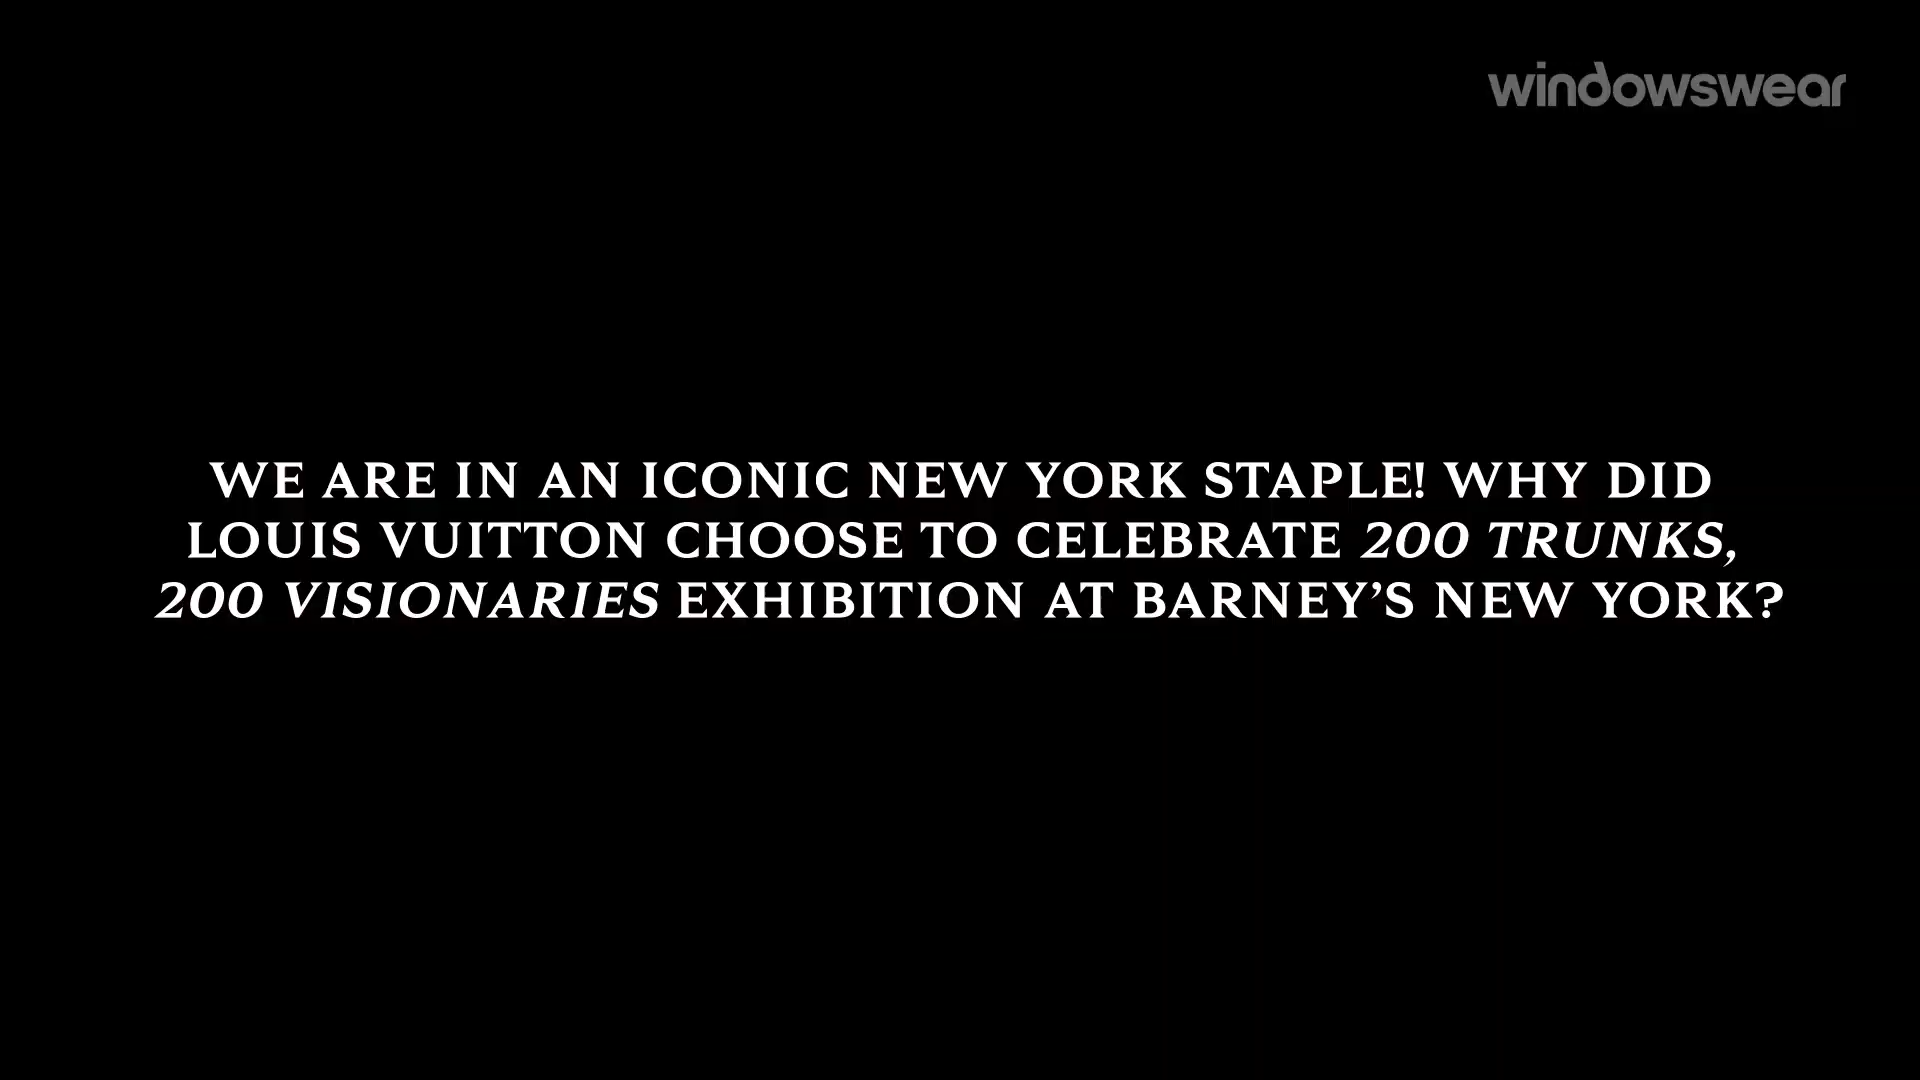 windowswear
WE ARE IN AN ICONIC NEW YORK STAPLE! WHY DID
LOUIS VUITTON CHOOSE TO CELEBRATE 200 TRUNKS,
200 VISIONARIES EXHIBITION AT BARNEY’S NEW YORK?